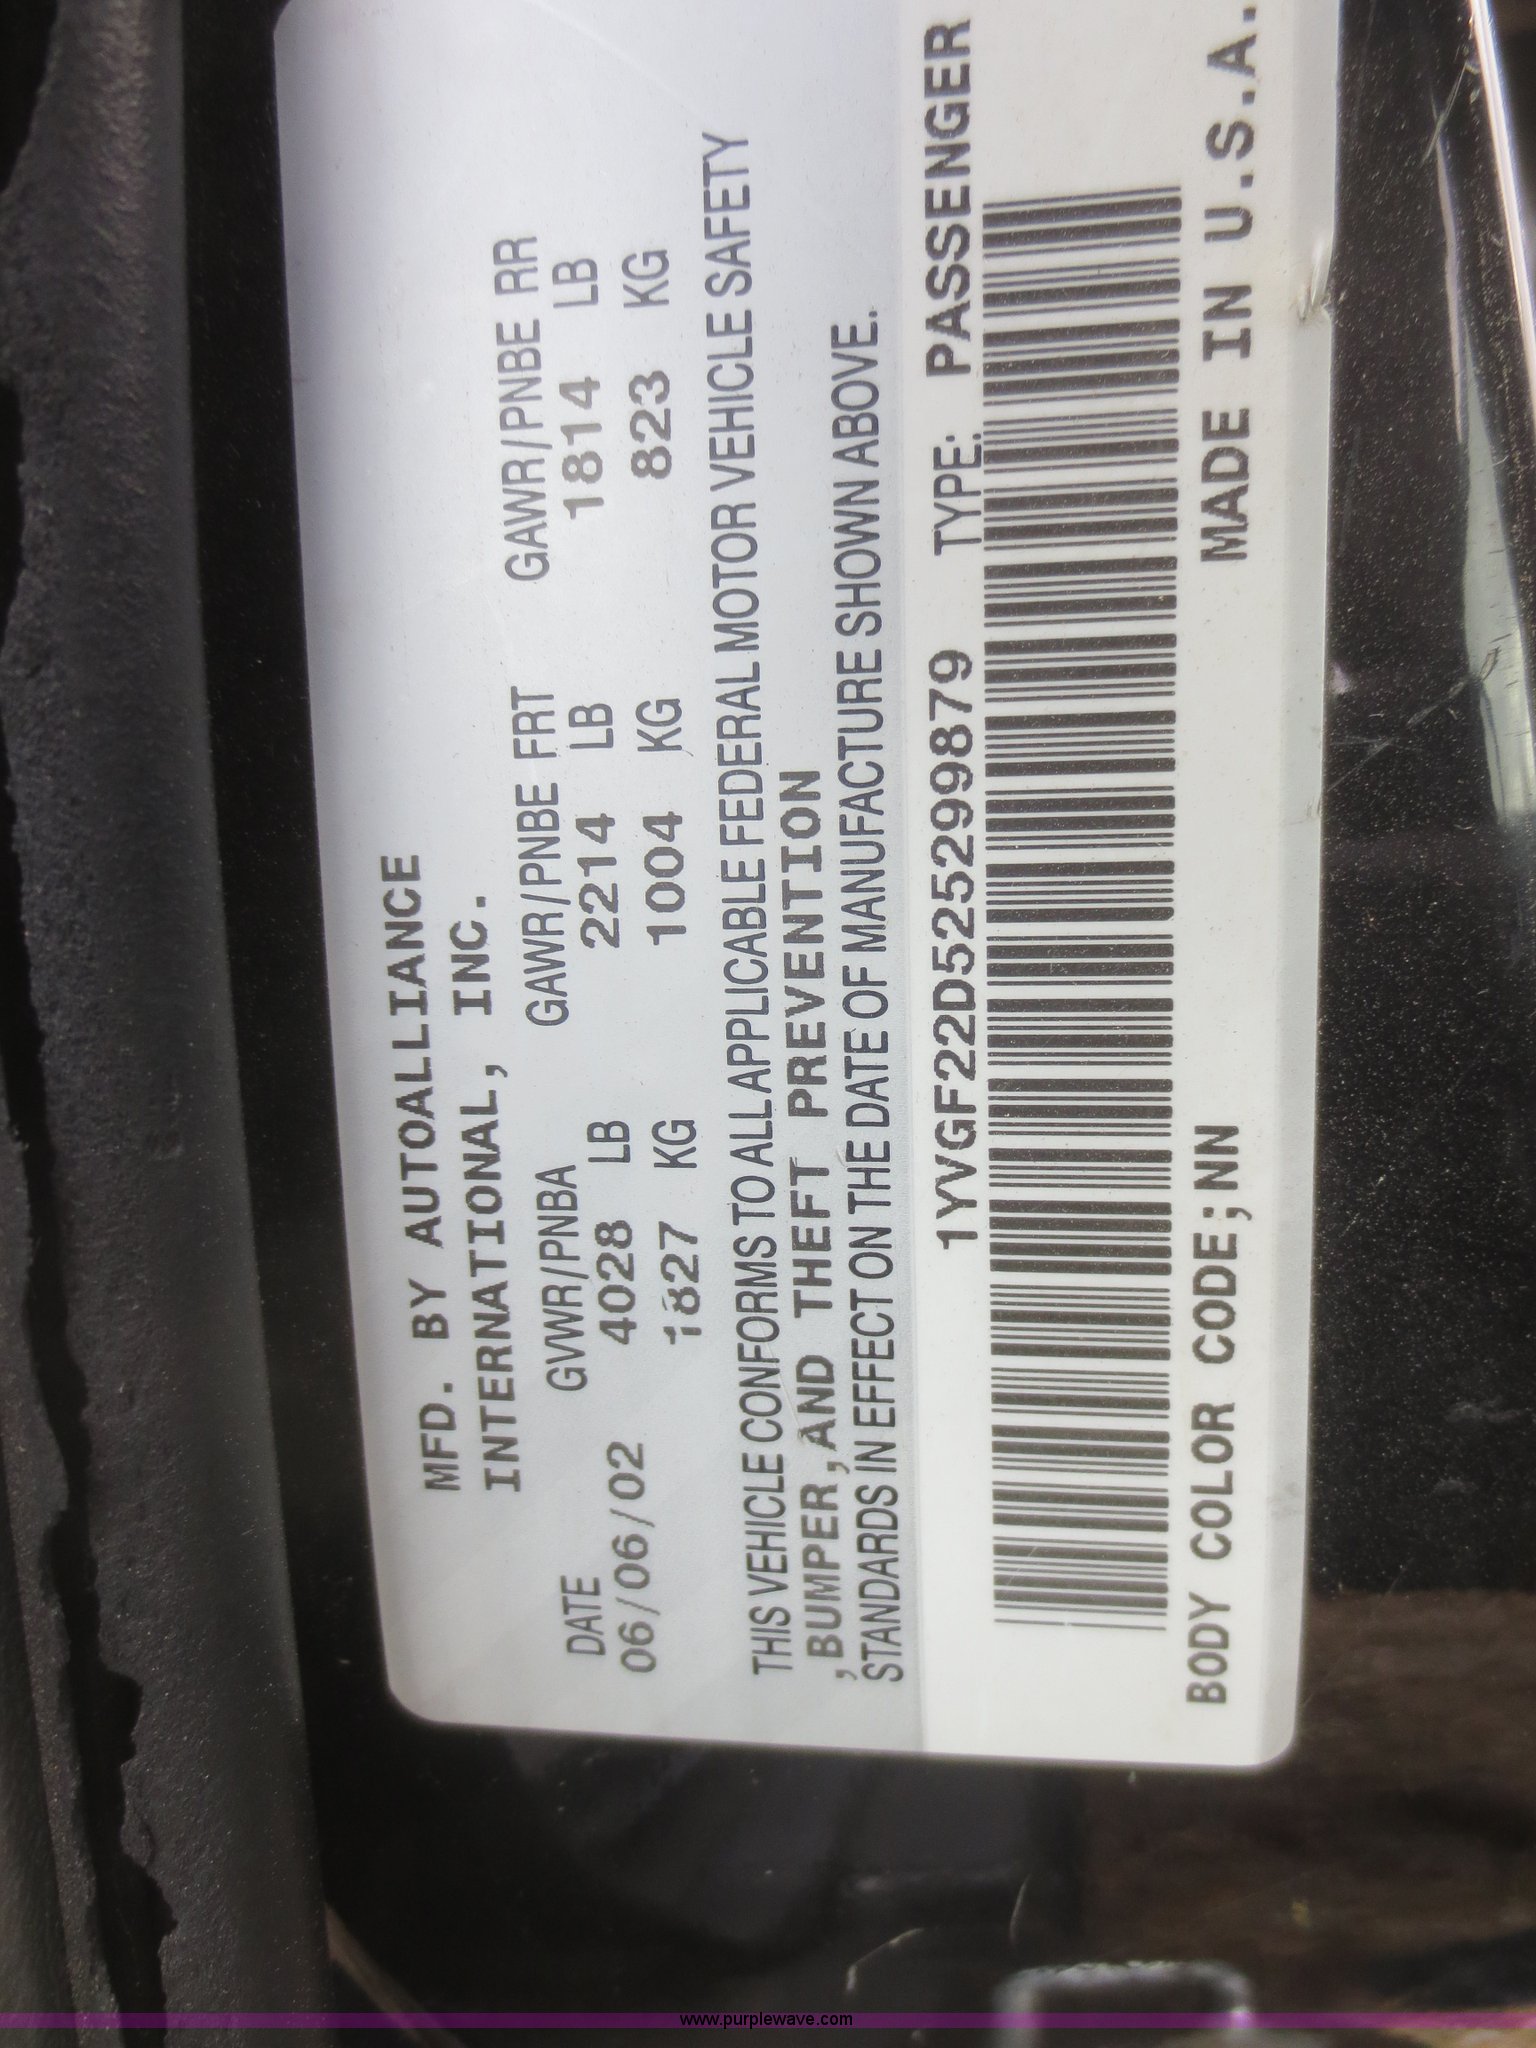 MFD. BY AUTOALLIANCE
INTERNATIONAL, INC.
DATE GVWR/PNBA GAWR/PNBE FRT GAWR/PNBE RR
06/06/02 4028 LB 2214 LB 1814 LB
1827 KG 1004 KG 823 KG
THIS VEHICLE CONFORMS TO ALL APPLICABLE FEDERAL MOTOR VEHICLE SAFETY
,BUMPER,AND THEFT PREVENTION
STANDARDS IN EFFECT ON THE DATE OF MANUFACTURE SHOWN ABOVE.
1YVGF22D525299879 TYPE: PASSENGER
BODY COLOR CODE;NN MADE IN U.S.A.
www.purplewave.com